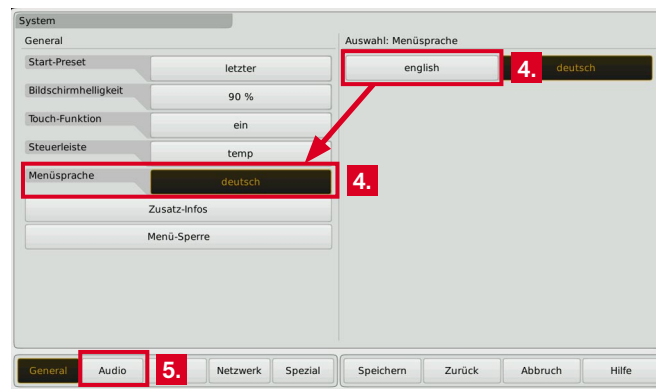 System
General
Start-Preset
letzter
Bildschirmhelligkeit
90 %
Touch-Funktion
ein
Steuerleiste
temp
Menüsprache
deutsch
4.
Zusatz-Infos
Menü-Sperre
Auswahl: Menüsprache
english
4.
deutsch
General
Audio
5.
Netzwerk
Spezial
Speichern
Zurück
Abbruch
Hilfe